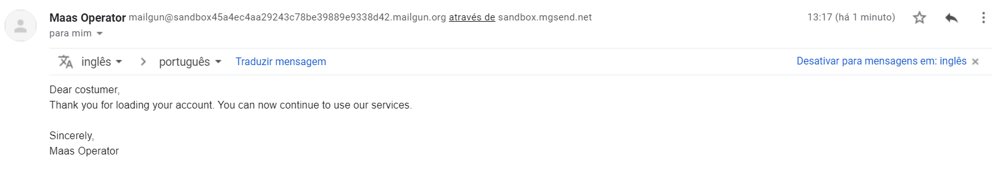 Maas Operator mailgun@sandbox45a4ec4aa29243c78be39889e9338d42.mailgun.org através de sandbox.mgsend.net 13:17 (há 1 minuto)
para mim
inglês > português Traduzir mensagem Desativar para mensagens em: inglês ×
Dear costumer,
Thank you for loading your account. You can now continue to use our services.
Sincerely,
Maas Operator